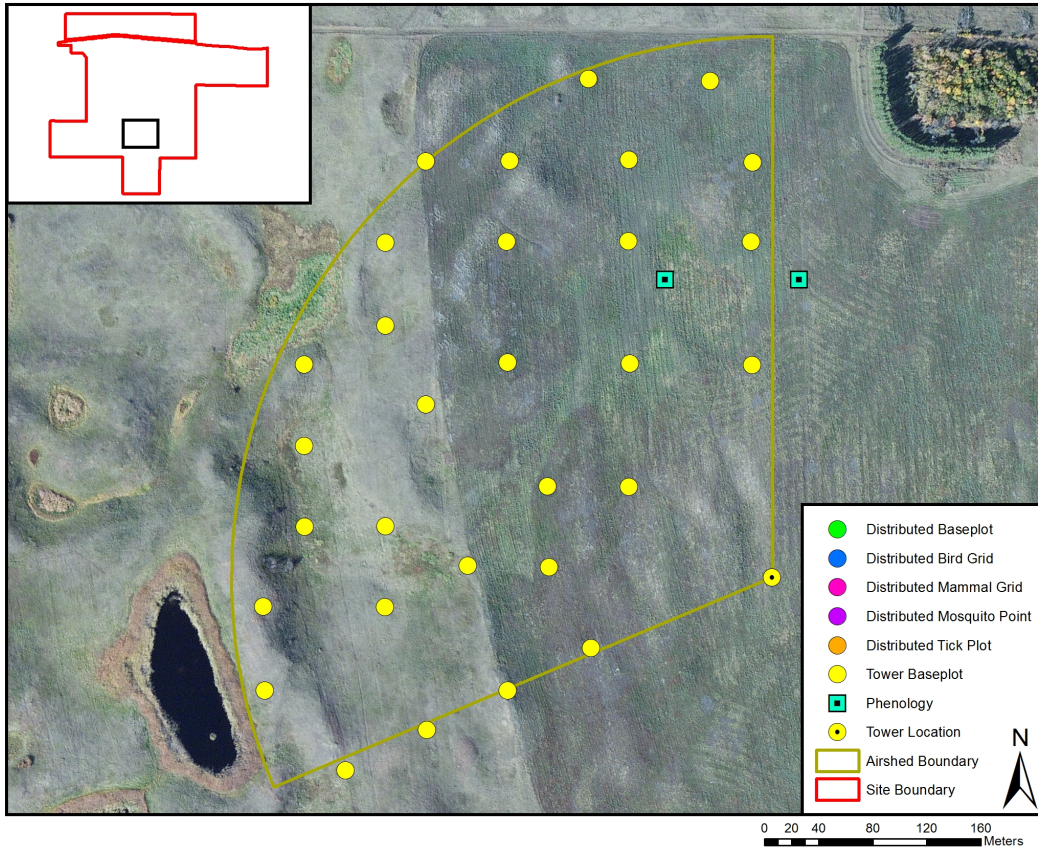 Distributed Baseplot
Distributed Bird Grid
Distributed Mammal Grid
Distributed Mosquito Point
Distributed Tick Plot
Tower Baseplot
Phenology
Tower Location
Airshed Boundary
Site Boundary
N
0 20 40 80 120 160
Meters